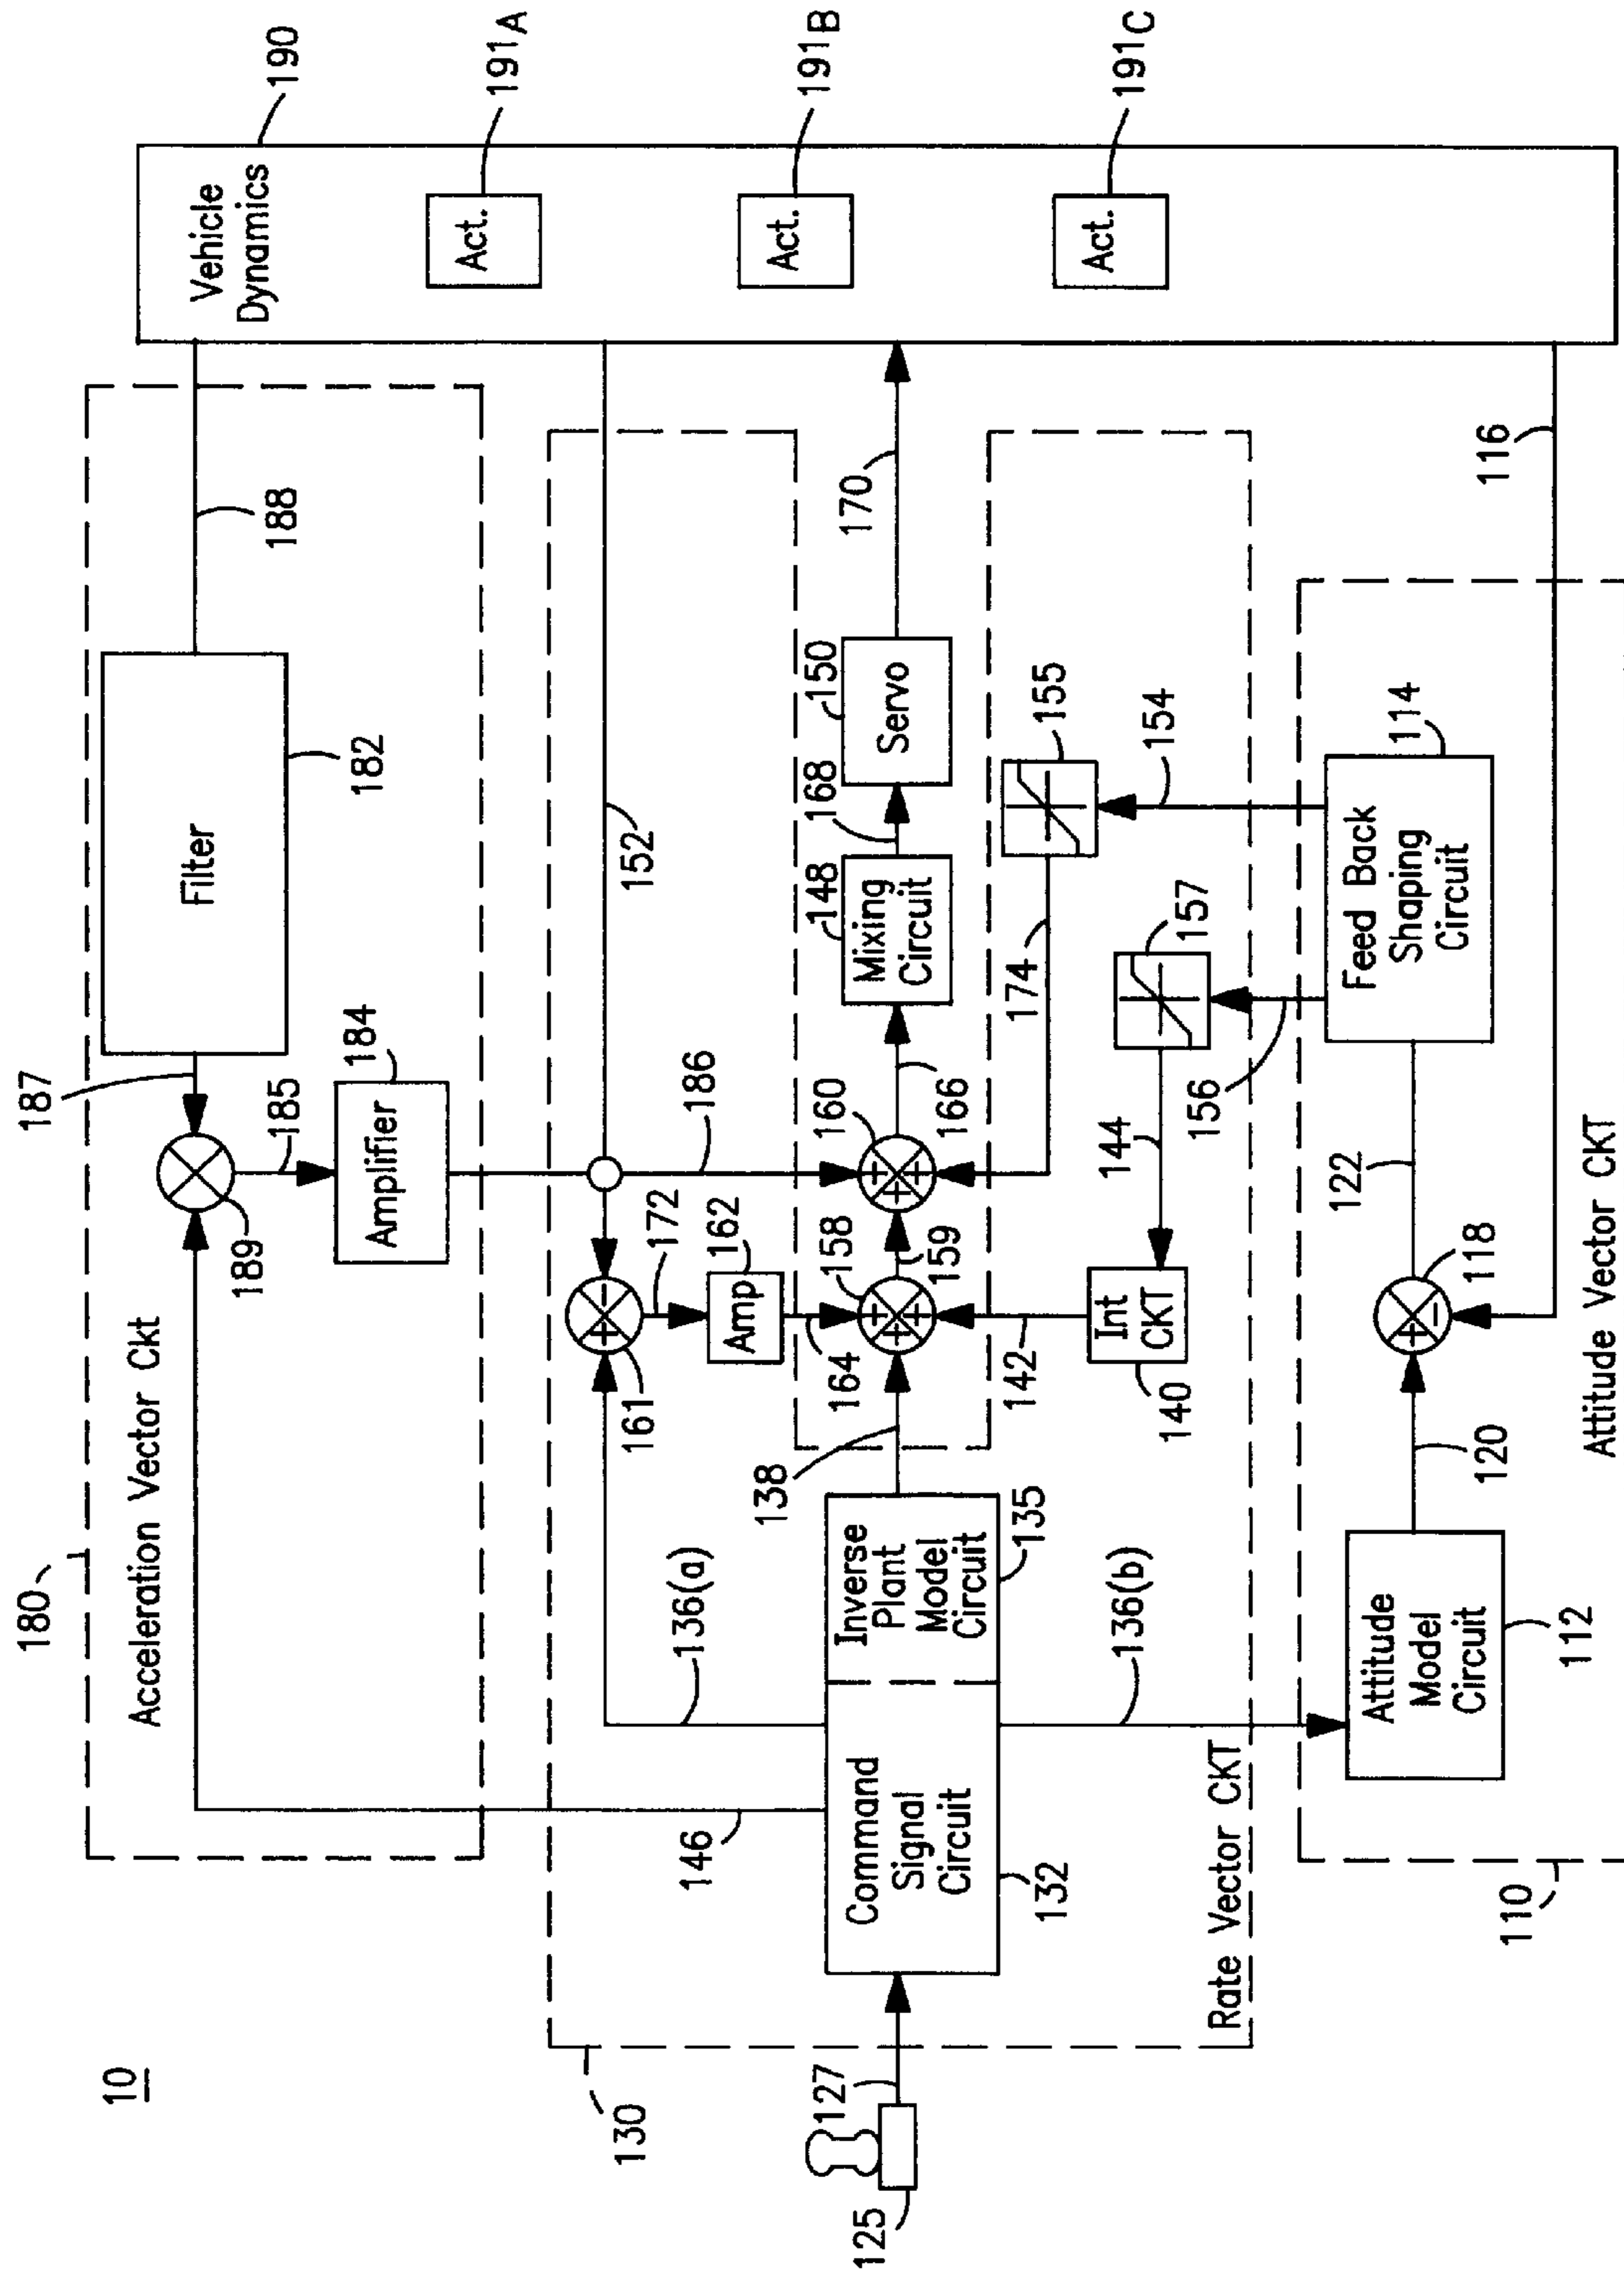 10
180
Acceleration Vector Ckt
187
189
185
Amplifier
184
Filter
182
188
Vehicle
Dynamics
190
Act.
191A
Act.
191B
Act.
191C
146
136(a)
161
+
−
172
Amp
162
164
152
186
130
125
127
Command
Signal
Circuit
132
Inverse
Plant
Model
Circuit
135
138
158
+
+
+
159
160
+
+
+
166
Mixing
Circuit
148
168
Servo
150
170
142
Int
CKT
140
144
157
174
155
154
156
136(b)
Rate Vector CKT
110
Attitude
Model
Circuit
112
120
118
+
−
122
Feed Back
Shaping
Circuit
114
116
Attitude Vector CKT